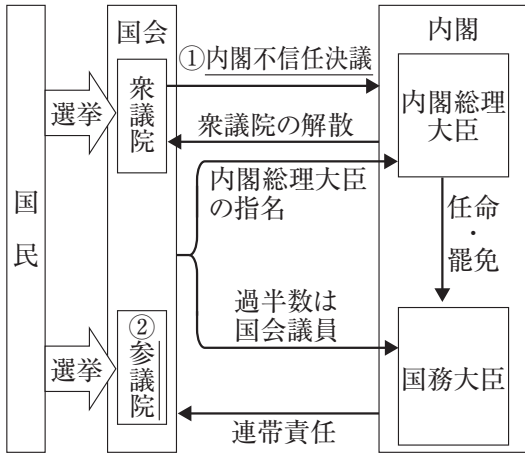 国民
選挙
選挙
国会
衆議院
②参議院
①内閣不信任決議
衆議院の解散
内閣総理大臣
の指名
過半数は
国会議員
連帯責任
内閣
内閣総理
大臣
任命
・
罷免
国務大臣